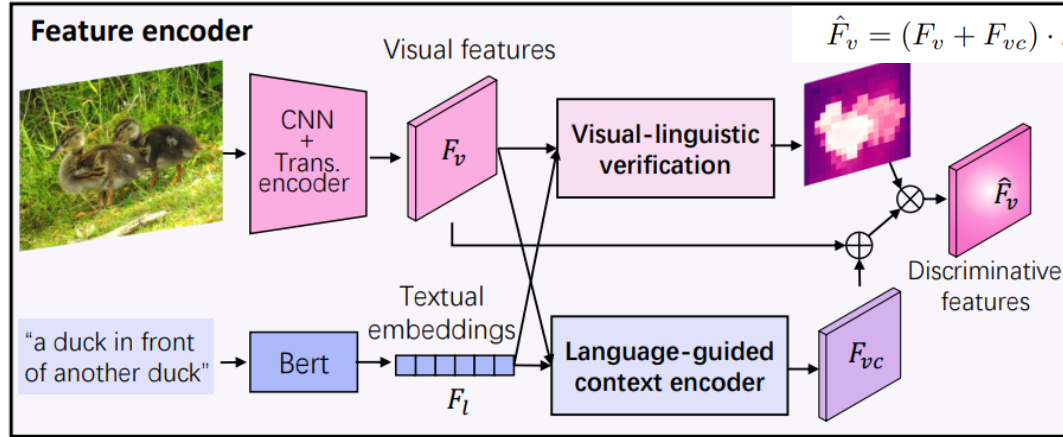 Feature encoder
F̂_v = (F_v + F_vc) ·
Visual features
CNN
+
Trans.
encoder
F_v
Visual-linguistic
verification
F̂_v
Discriminative
features
Textual
embeddings
"a duck in front
of another duck"
Bert
F_l
Language-guided
context encoder
F_vc